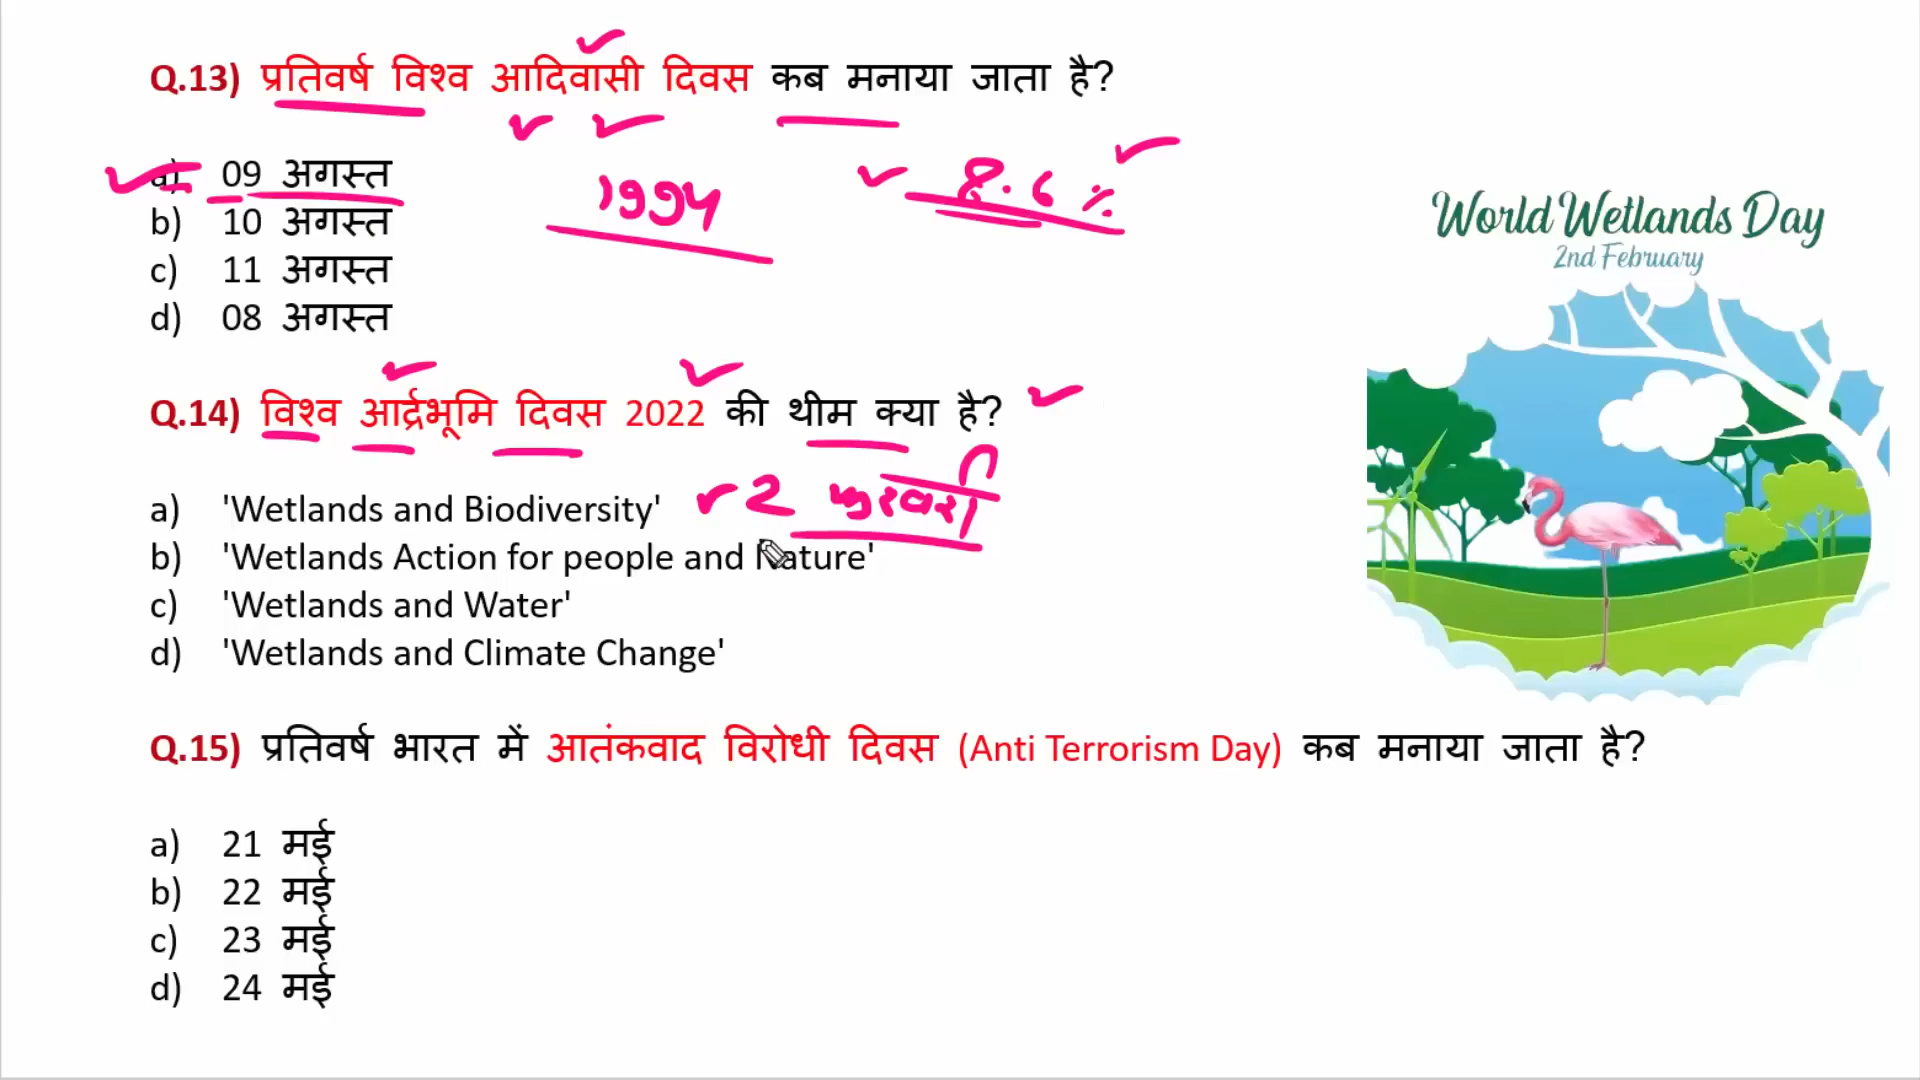 Q.13) प्रतिवर्ष विश्व आदिवासी दिवस कब मनाया जाता है?
a) 09 अगस्त
1994
8.6 %
b) 10 अगस्त
c) 11 अगस्त
d) 08 अगस्त
World Wetlands Day
2nd February
Q.14) विश्व आर्द्रभूमि दिवस 2022 की थीम क्या है?
a) 'Wetlands and Biodiversity'
2 फरवरी
b) 'Wetlands Action for people and Nature'
c) 'Wetlands and Water'
d) 'Wetlands and Climate Change'
Q.15) प्रतिवर्ष भारत में आतंकवाद विरोधी दिवस (Anti Terrorism Day) कब मनाया जाता है?
a) 21 मई
b) 22 मई
c) 23 मई
d) 24 मई